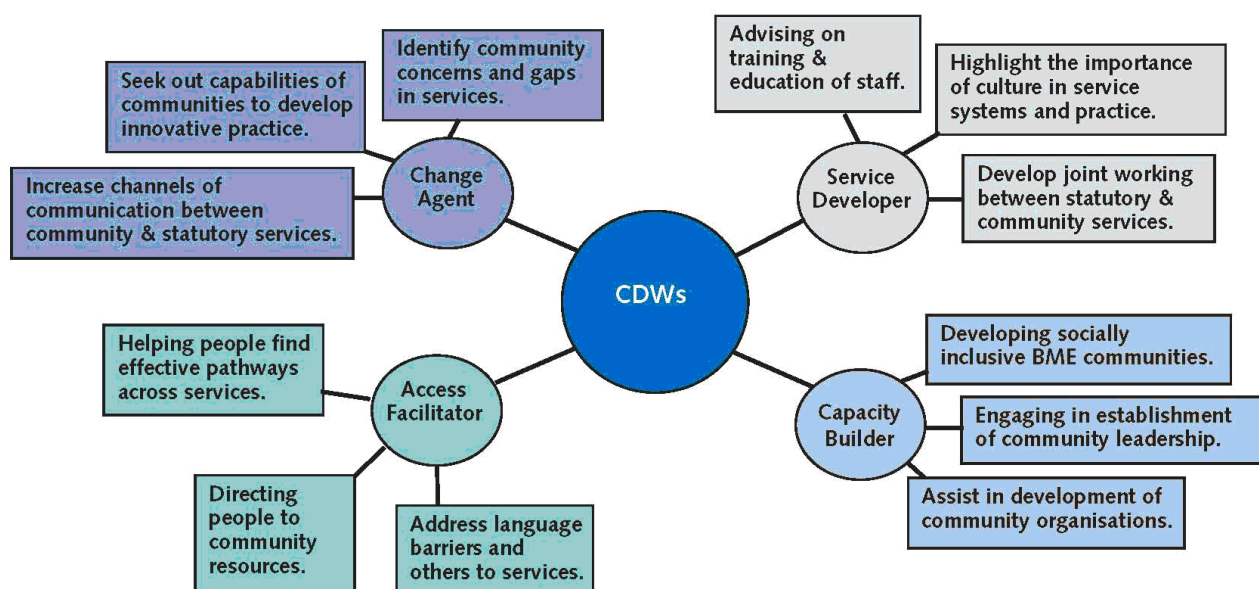 Identify community
concerns and gaps
in services.
Seek out capabilities of
communities to develop
innovative practice.
Increase channels of
communication between
community & statutory services.
Change
Agent
Advising on
training &
education of staff.
Highlight the importance
of culture in service
systems and practice.
Develop joint working
between statutory &
community services.
Service
Developer
CDWs
Helping people find
effective pathways
across services.
Access
Facilitator
Directing
people to
community
resources.
Address language
barriers and
others to services.
Developing socially
inclusive BME communities.
Capacity
Builder
Engaging in establishment
of community leadership.
Assist in development of
community organisations.